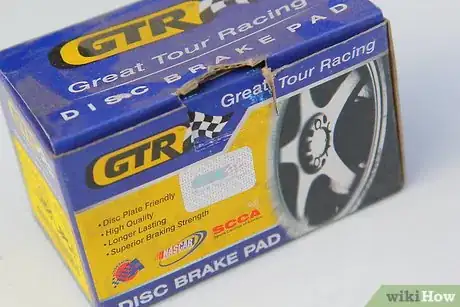 GTR
Great Tour Racing
DISC BRAKE PAD
Great Tour Racing
GTR
• Disc Plate Friendly
• High Quality
• Longer Lasting
• Superior Braking Strength
NASCAR
SCCA
DISC BRAKE PAD
wikiHow